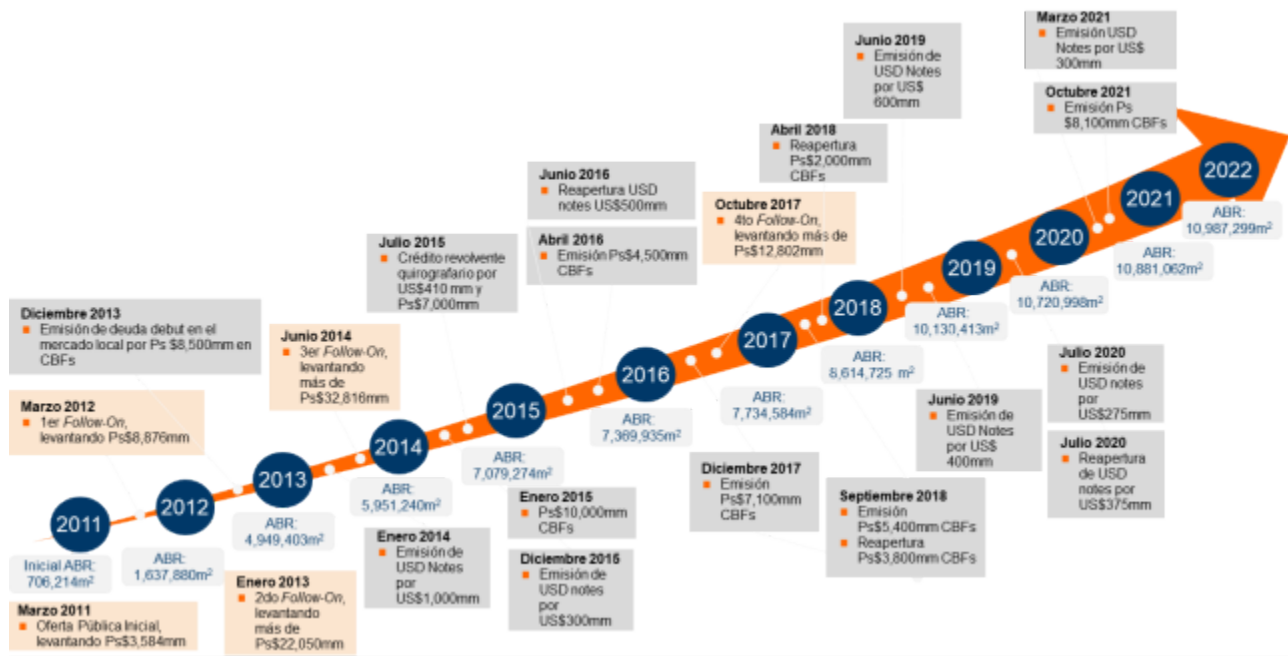 Marzo 2021
▪ Emisión USD
Notes por US$
300mm
Octubre 2021
▪ Emisión Ps
$8,100mm CBFs
Junio 2019
▪ Emisión de
USD Notes
por US$
600mm
Abril 2018
▪ Reapertura
Ps$2,000mm
CBFs
Junio 2016
▪ Reapertura USD
notes US$500mm
Abril 2016
▪ Emisión Ps$4,500mm
CBFs
Octubre 2017
▪ 4to Follow-On,
levantando más de
Ps$12,802mm
Julio 2015
▪ Crédito revolvente
quirografario por
US$410 mm y
Ps$7,000mm
Diciembre 2013
▪ Emisión de deuda debut en el
mercado local por Ps $8,500mm en
CBFs
Junio 2014
▪ 3er Follow-On,
levantando
más de
Ps$32,816mm
Marzo 2012
▪ 1er Follow-On,
levantando Ps$8,876mm
2011
2012
2013
2014
2015
2016
2017
2018
2019
2020
2021
2022
Inicial ABR:
706,214m²
ABR:
1,637,880m²
ABR:
4,949,403m²
ABR:
5,951,240m²
ABR:
7,079,274m²
ABR:
7,369,935m²
ABR:
7,734,584m²
ABR:
8,614,725 m²
ABR:
10,130,413m²
ABR:
10,720,998m²
ABR:
10,881,062m²
ABR:
10,987,299m²
Marzo 2011
▪ Oferta Pública Inicial,
levantando Ps$3,584mm
Enero 2013
▪ 2do Follow-On,
levantando
más de
Ps$22,050mm
Enero 2014
▪ Emisión de
USD Notes
por
US$1,000mm
Enero 2015
▪ Ps$10,000mm
CBFs
Diciembre 2015
▪ Emisión de
USD notes
por
US$300mm
Diciembre 2017
▪ Emisión
Ps$7,100mm
CBFs
Septiembre 2018
▪ Emisión
Ps$5,400mm CBFs
▪ Reapertura
Ps$3,800mm CBFs
Junio 2019
▪ Emisión de
USD Notes
por US$
400mm
Julio 2020
▪ Emisión de
USD notes
por
US$275mm
Julio 2020
▪ Reapertura
de USD
notes por
US$375mm